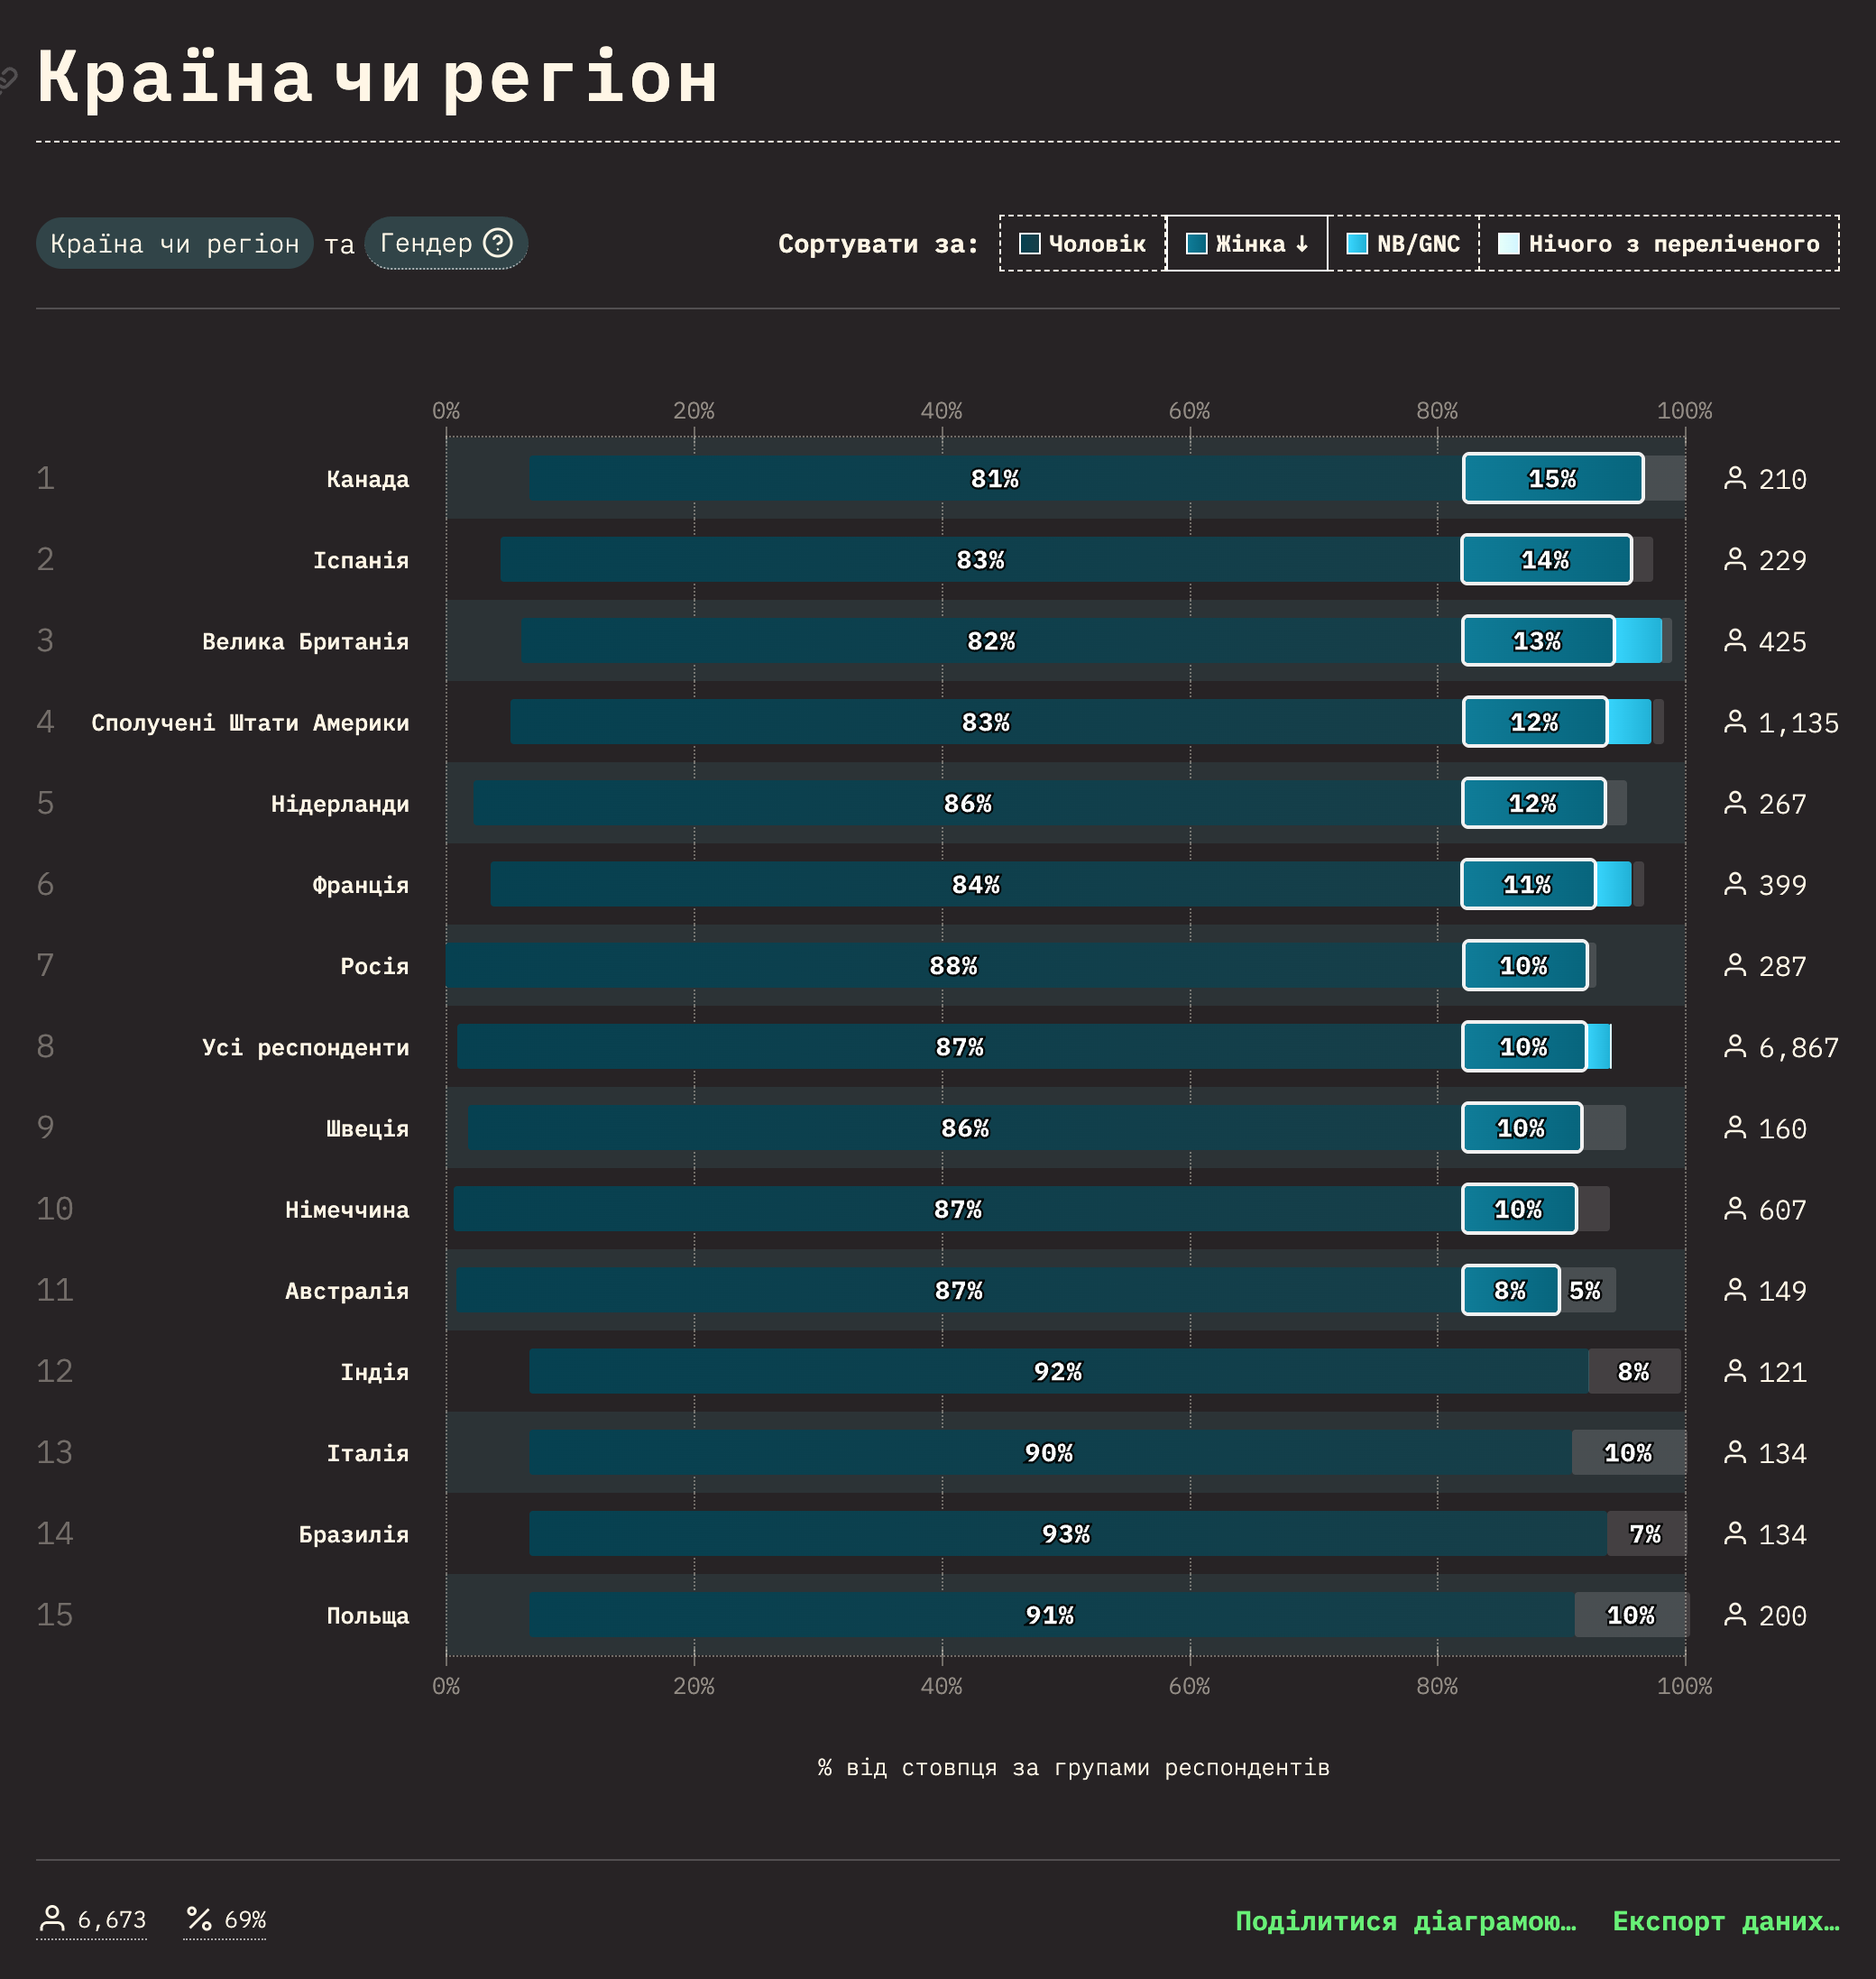 Країна чи регіон
Країна чи регіон та Гендер
Сортувати за: Чоловік Жінка ↓ NB/GNC Нічого з переліченого
0% 20% 40% 60% 80% 100%
1 Канада 81% 15% 210
2 Іспанія 83% 14% 229
3 Велика Британія 82% 13% 425
4 Сполучені Штати Америки 83% 12% 1,135
5 Нідерланди 86% 12% 267
6 Франція 84% 11% 399
7 Росія 88% 10% 287
8 Усі респонденти 87% 10% 6,867
9 Швеція 86% 10% 160
10 Німеччина 87% 10% 607
11 Австралія 87% 8% 5% 149
12 Індія 92% 8% 121
13 Італія 90% 10% 134
14 Бразилія 93% 7% 134
15 Польща 91% 10% 200
0% 20% 40% 60% 80% 100%
% від стовпця за групами респондентів
6,673 % 69% Поділитися діаграмою… Експорт даних…